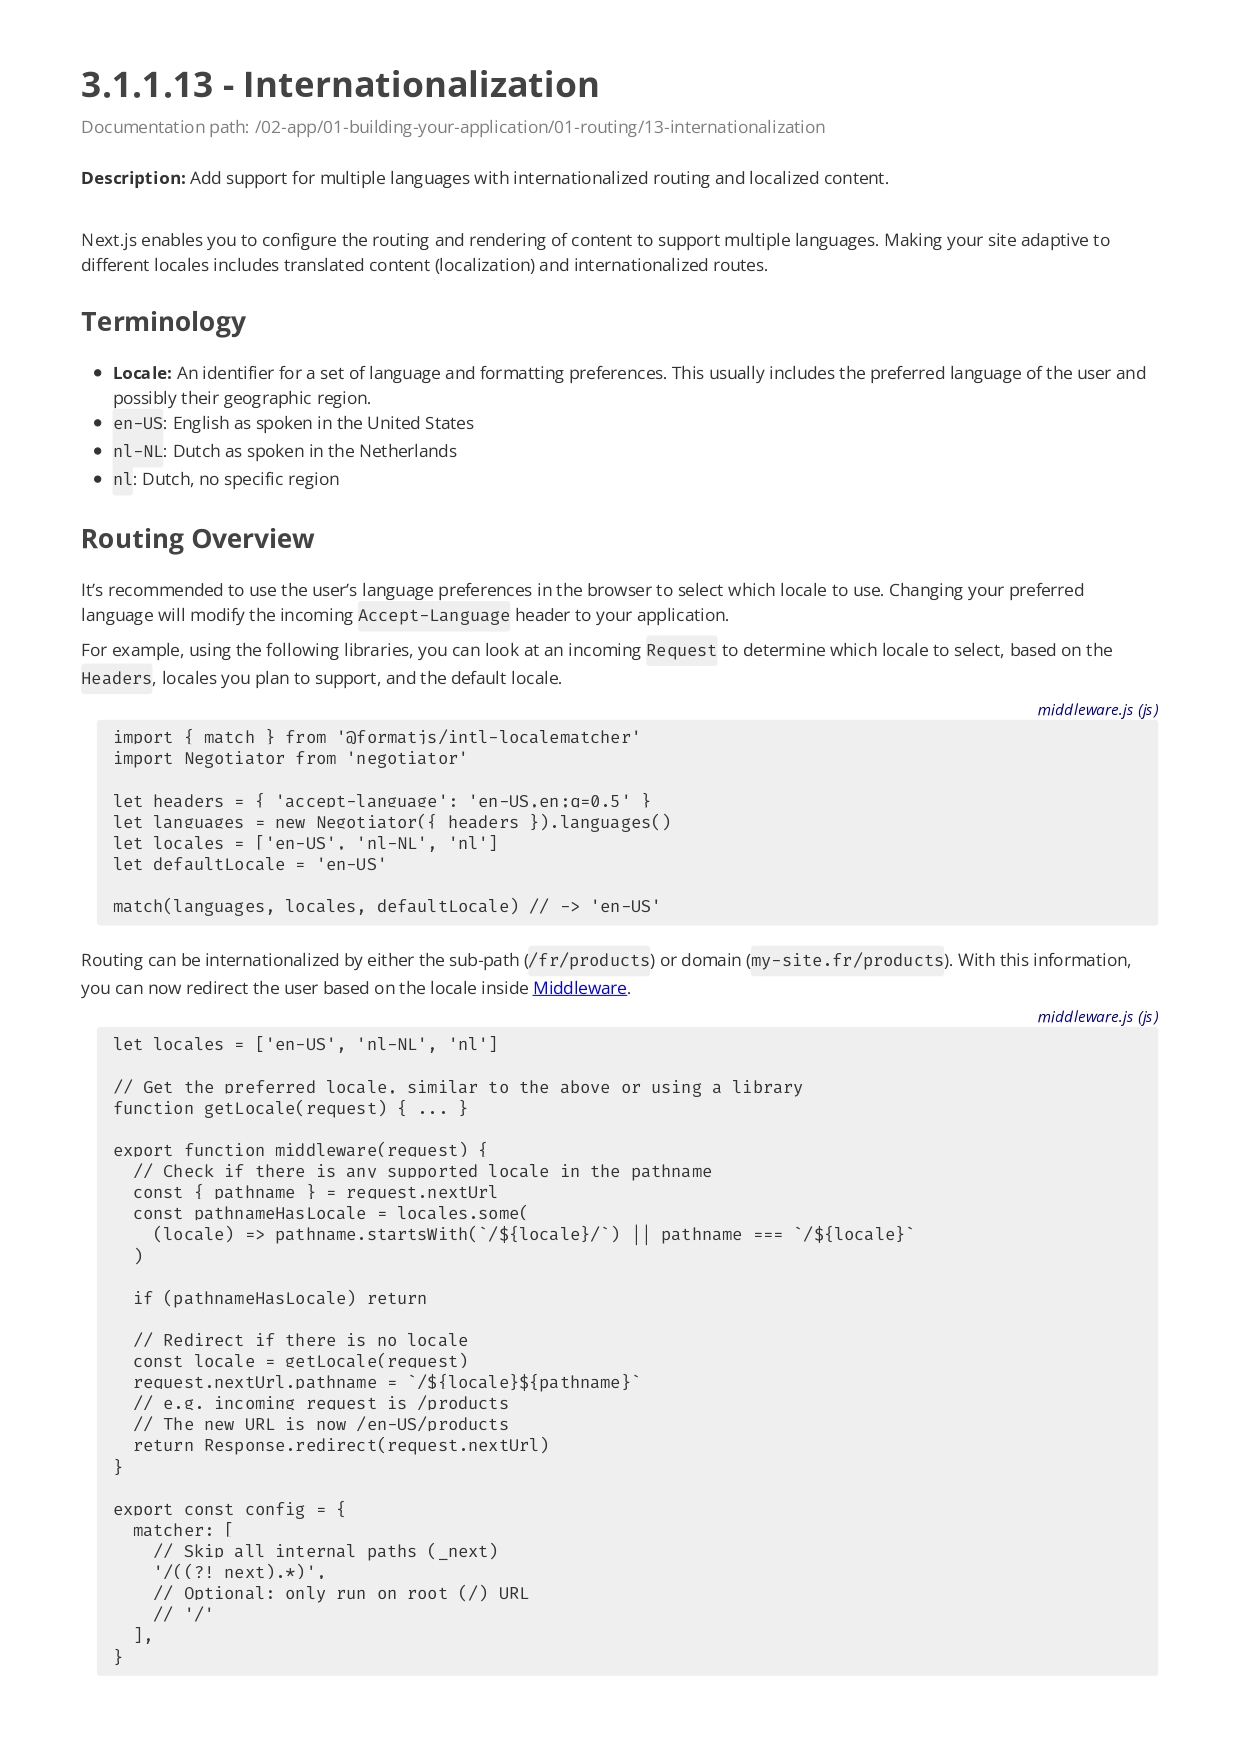 3.1.1.13 - Internationalization
Documentation path: /02-app/01-building-your-application/01-routing/13-internationalization
Description: Add support for multiple languages with internationalized routing and localized content.
Next.js enables you to configure the routing and rendering of content to support multiple languages. Making your site adaptive to
different locales includes translated content (localization) and internationalized routes.
Terminology
• Locale: An identifier for a set of language and formatting preferences. This usually includes the preferred language of the user and
possibly their geographic region.
• en-US: English as spoken in the United States
• nl-NL: Dutch as spoken in the Netherlands
• nl: Dutch, no specific region
Routing Overview
It’s recommended to use the user’s language preferences in the browser to select which locale to use. Changing your preferred
language will modify the incoming Accept-Language header to your application.
For example, using the following libraries, you can look at an incoming Request to determine which locale to select, based on the
Headers, locales you plan to support, and the default locale.
middleware.js (js)
import { match } from '@formatjs/intl-localematcher'
import Negotiator from 'negotiator'
let headers = { 'accept-language': 'en-US,en;q=0.5' }
let languages = new Negotiator({ headers }).languages()
let locales = ['en-US', 'nl-NL', 'nl']
let defaultLocale = 'en-US'
match(languages, locales, defaultLocale) // -> 'en-US'
Routing can be internationalized by either the sub-path (/fr/products) or domain (my-site.fr/products). With this information,
you can now redirect the user based on the locale inside Middleware.
middleware.js (js)
let locales = ['en-US', 'nl-NL', 'nl']
// Get the preferred locale, similar to the above or using a library
function getLocale(request) { ... }
export function middleware(request) {
  // Check if there is any supported locale in the pathname
  const { pathname } = request.nextUrl
  const pathnameHasLocale = locales.some(
    (locale) => pathname.startsWith(`/${locale}/`) || pathname === `/${locale}`
  )
  if (pathnameHasLocale) return
  // Redirect if there is no locale
  const locale = getLocale(request)
  request.nextUrl.pathname = `/${locale}${pathname}`
  // e.g. incoming request is /products
  // The new URL is now /en-US/products
  return Response.redirect(request.nextUrl)
}
export const config = {
  matcher: [
    // Skip all internal paths (_next)
    '/((?!_next).*)',
    // Optional: only run on root (/) URL
    // '/'
  ],
}